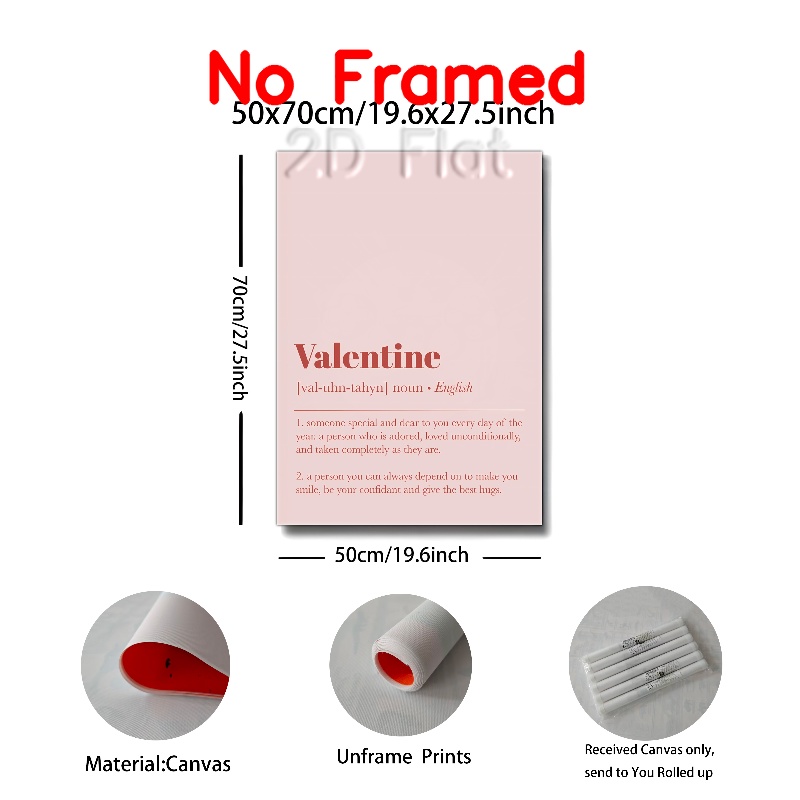 No Framed
50x70cm/19.6x27.5inch
2.D Flat
70cm/27.5inch
Valentine
|val-uhn-tahyn| noun • English
1. someone special and dear to you every day of the
year. a person who is adored, loved unconditionally,
and taken completely as they are.
2. a person you can always depend on to make you
smile, be your confidant and give the best hugs.
50cm/19.6inch
Material:Canvas
Unframe Prints
Received Canvas only,
send to You Rolled up